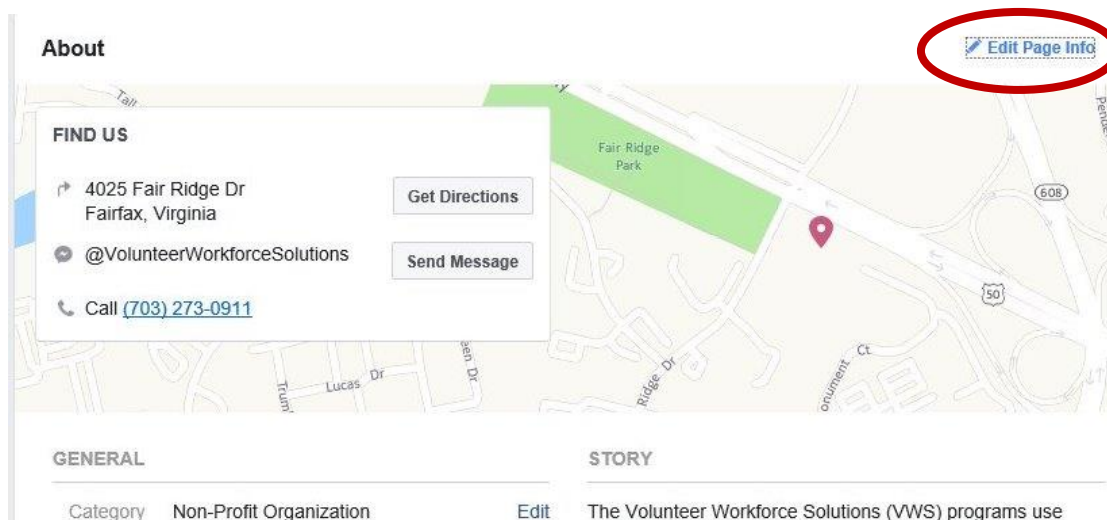 About
Edit Page Info
FIND US
4025 Fair Ridge Dr
Fairfax, Virginia
Get Directions
@VolunteerWorkforceSolutions
Send Message
Call (703) 273-0911
Fair Ridge
Park
608
50
Lucas Dr
Ridge Dr
Ct
GENERAL
STORY
Category Non-Profit Organization Edit
The Volunteer Workforce Solutions (VWS) programs use